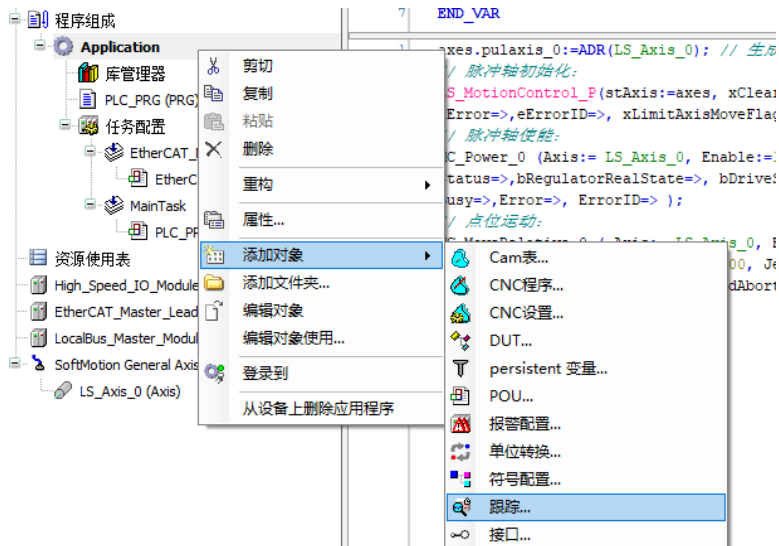 程序组成
Application
库管理器
PLC_PRG (PRG)
任务配置
EtherCAT_
EtherC
MainTask
PLC_PR
资源使用表
High_Speed_IO_Module
EtherCAT_Master_Lead
LocalBus_Master_Modul
SoftMotion General Axis
LS_Axis_0 (Axis)
剪切
复制
粘贴
删除
重构
属性...
添加对象
添加文件夹...
编辑对象
编辑对象使用...
登录到
从设备上删除应用程序
Cam表...
CNC程序...
CNC设置...
DUT...
persistent 变量...
POU...
报警配置...
单位转换...
符号配置...
跟踪...
接口...
7 END_VAR
1 axes.pulaxis_0:=ADR(LS_Axis_0); // 生成
/ 脉冲轴初始化:
S_MotionControl_P(stAxis:=axes, xClear
Error=>,eErrorID=>, xLimitAxisMoveFlag
/ 脉冲轴使能:
C_Power_0 (Axis:= LS_Axis_0, Enable:=
tatus=>,bRegulatorRealState=>, bDriveS
usy=>,Error=>, ErrorID=> );
/ 点位运动:
00, Je
dAbort